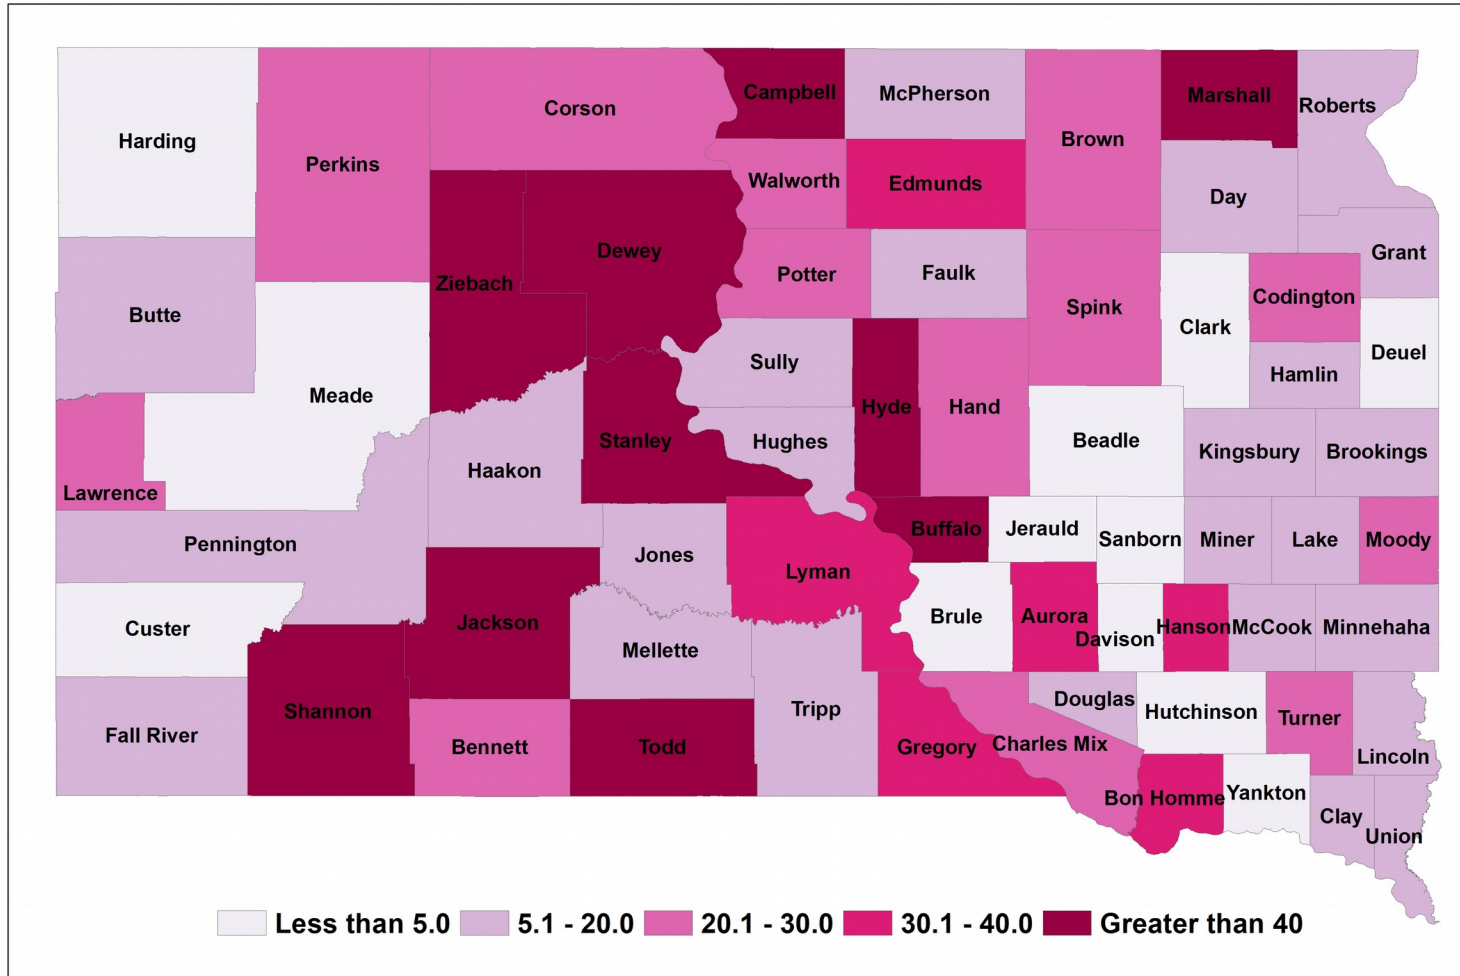 Campbell
McPherson
Marshall
Roberts
Corson
Harding
Brown
Perkins
Walworth
Edmunds
Day
Dewey
Grant
Ziebach
Potter
Faulk
Codington
Butte
Spink
Clark
Deuel
Sully
Hamlin
Meade
Hyde
Hand
Stanley
Hughes
Beadle
Kingsbury
Brookings
Haakon
Lawrence
Buffalo
Jerauld
Sanborn
Miner
Lake
Moody
Pennington
Jones
Lyman
Custer
Jackson
Brule
Aurora
Davison
Hanson
McCook
Minnehaha
Mellette
Shannon
Tripp
Douglas
Hutchinson
Turner
Fall River
Bennett
Todd
Gregory
Charles Mix
Lincoln
Bon Homme
Yankton
Clay
Union
Less than 5.0 5.1 - 20.0 20.1 - 30.0 30.1 - 40.0 Greater than 40